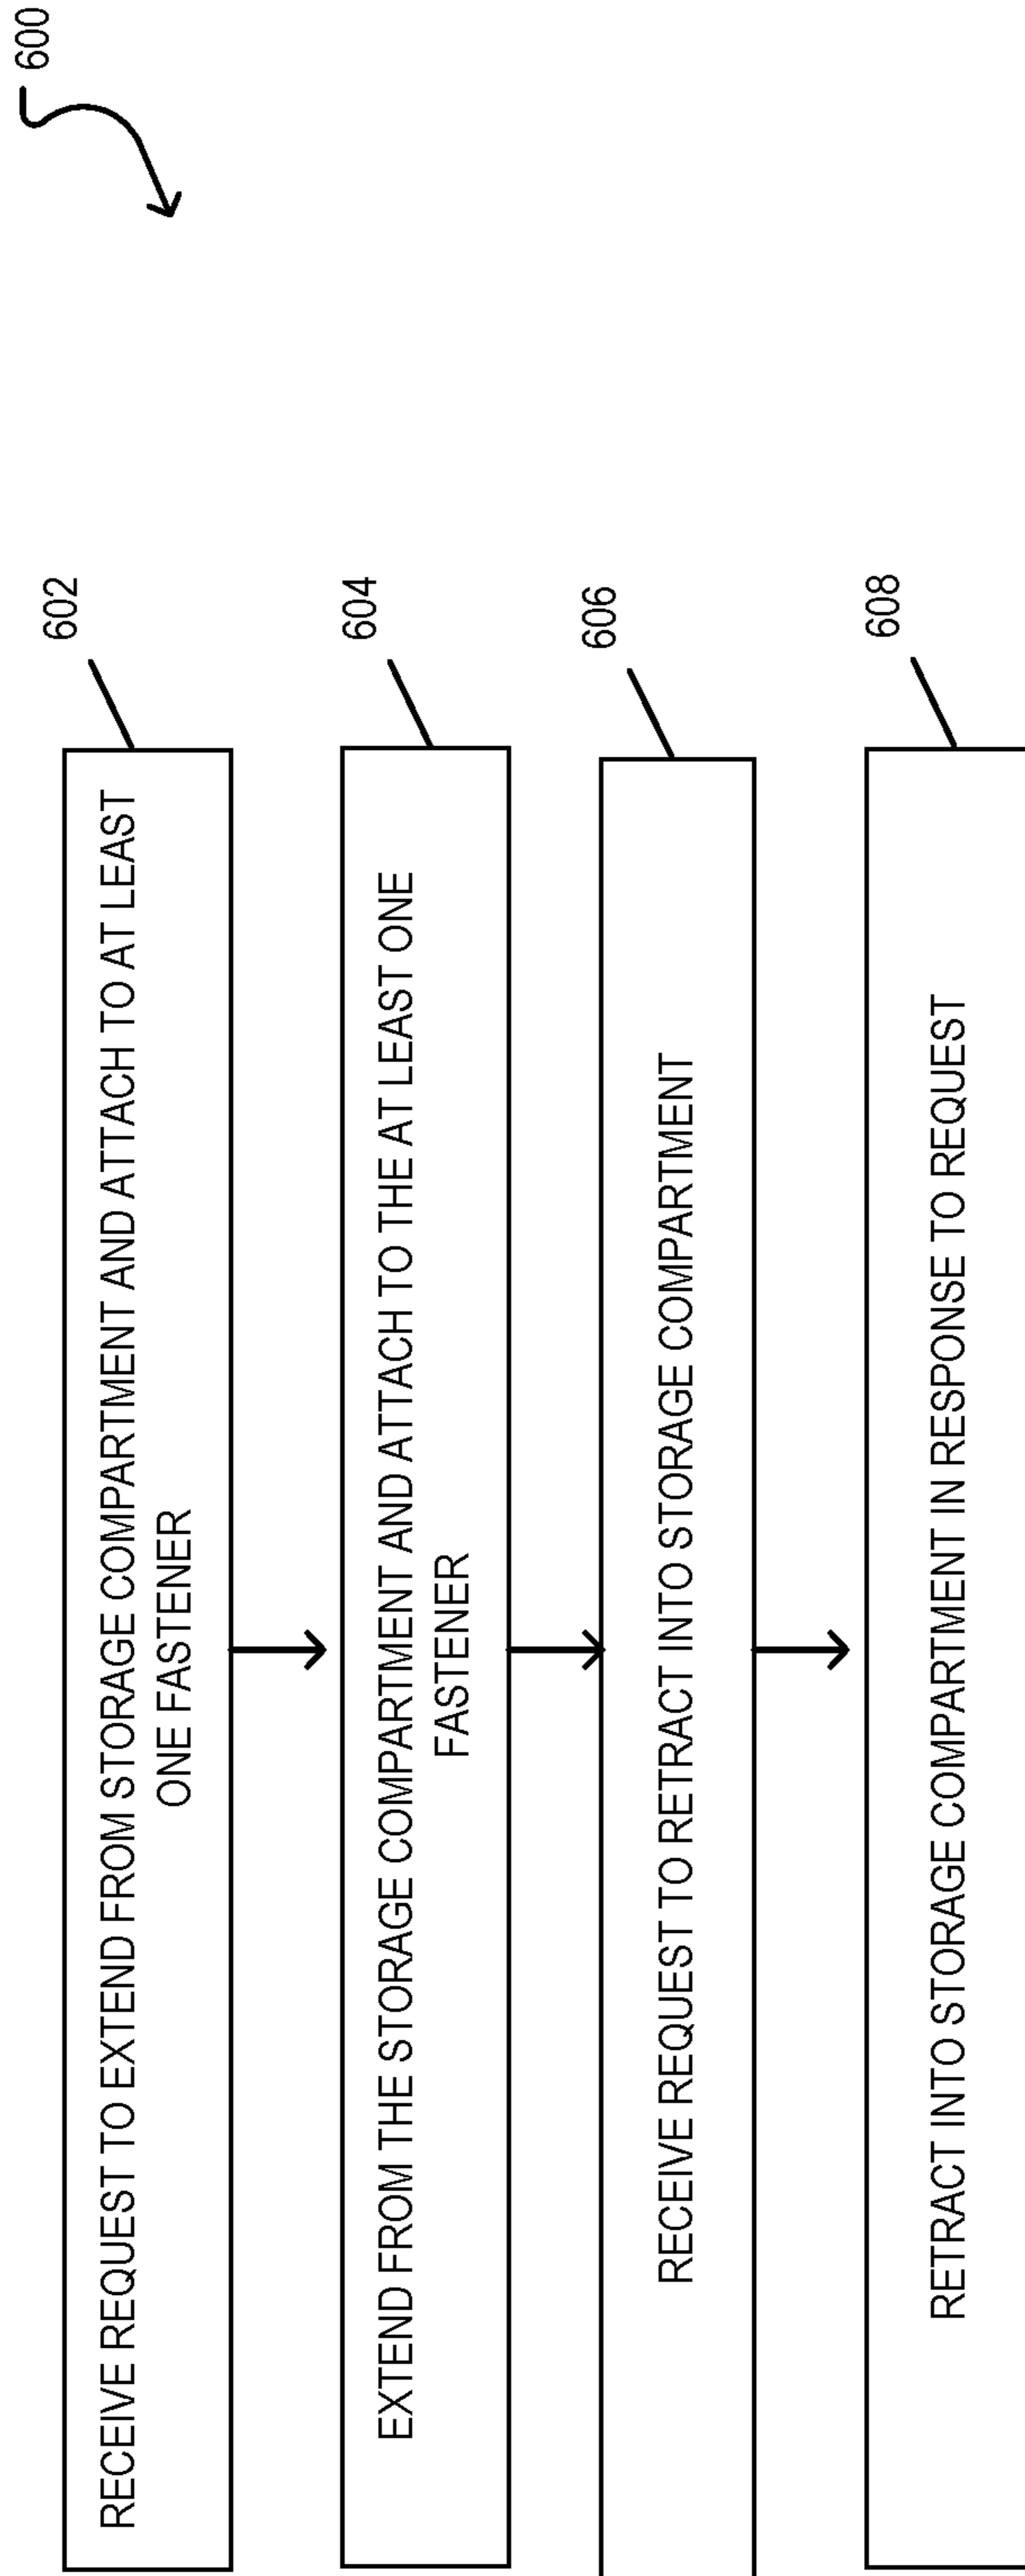 600
602
RECEIVE REQUEST TO EXTEND FROM STORAGE COMPARTMENT AND ATTACH TO AT LEAST
ONE FASTENER
604
EXTEND FROM THE STORAGE COMPARTMENT AND ATTACH TO THE AT LEAST ONE
FASTENER
606
RECEIVE REQUEST TO RETRACT INTO STORAGE COMPARTMENT
608
RETRACT INTO STORAGE COMPARTMENT IN RESPONSE TO REQUEST